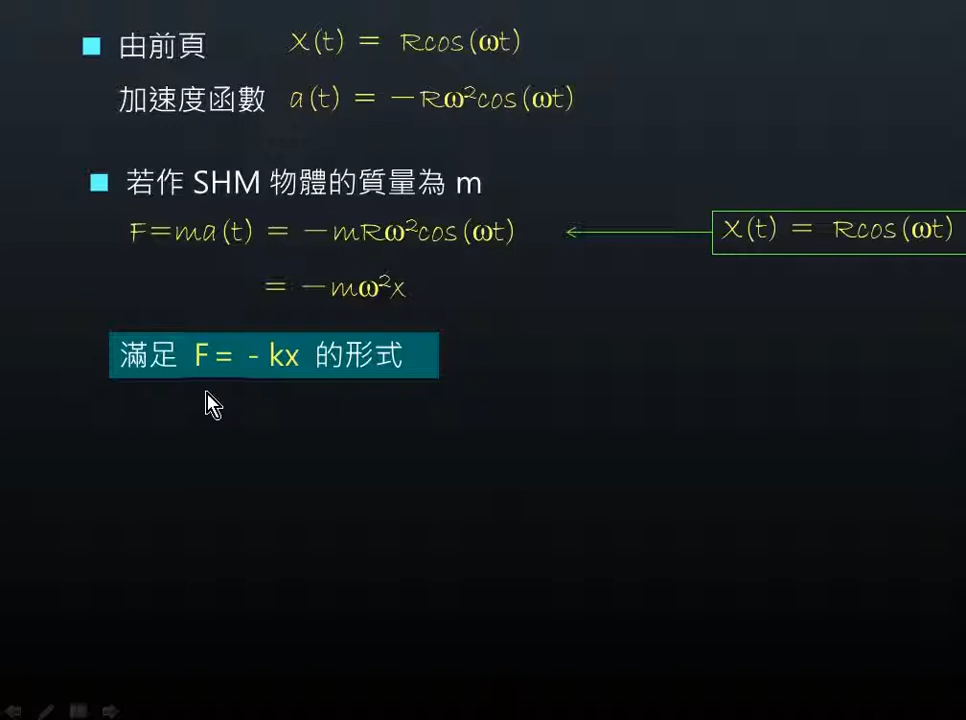 由前頁 X(t) = Rcos(ωt)
加速度函數 a(t) = －Rω²cos(ωt)
若作 SHM 物體的質量為 m
F=ma(t) = －mRω²cos(ωt) X(t) = Rcos(ωt)
= －mω²x
滿足 F= - kx 的形式